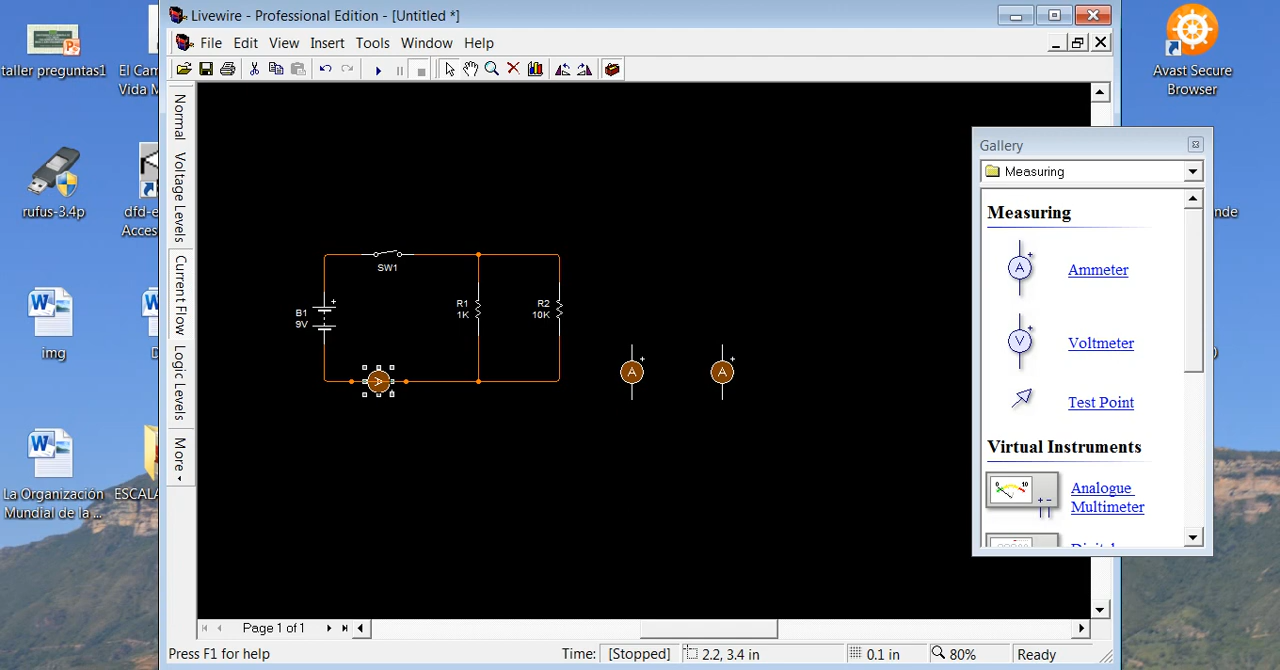 Livewire - Professional Edition - [Untitled *]
File Edit View Insert Tools Window Help
taller preguntas1
El Cam
Vida M
rufus-3.4p
dfd-e
Acces
img
La Organización
Mundial de la ...
ESCALA
Avast Secure
Browser
nde
Normal
Voltage Levels
Current Flow
Logic Levels
More
SW1
B1
9V
R1
1K
R2
10K
A
A
A
Gallery
Measuring
Measuring
A
Ammeter
V
Voltmeter
Test Point
Virtual Instruments
0 10
Analogue
Multimeter
Page 1 of 1
Press F1 for help
Time: [Stopped]
2.2, 3.4 in
0.1 in
80%
Ready